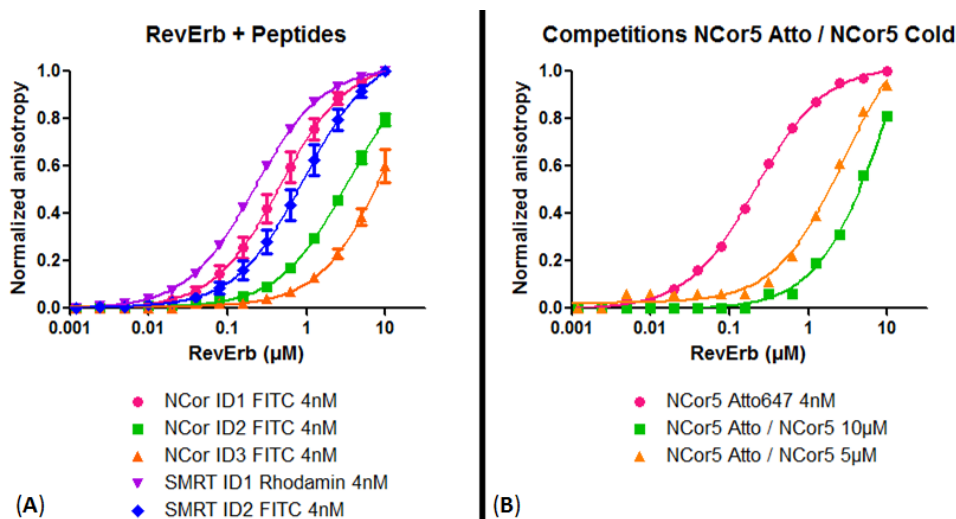 RevErb + Peptides
1.0
0.8
0.6
0.4
0.2
0.0
Normalized anisotropy
0.001
0.01
0.1
1
10
RevErb (µM)
NCor ID1 FITC 4nM
NCor ID2 FITC 4nM
NCor ID3 FITC 4nM
SMRT ID1 Rhodamin 4nM
SMRT ID2 FITC 4nM
(A)
Competitions NCor5 Atto / NCor5 Cold
1.0
0.8
0.6
0.4
0.2
0.0
Normalized anisotropy
0.001
0.01
0.1
1
10
RevErb (µM)
NCor5 Atto647 4nM
NCor5 Atto / NCor5 10µM
NCor5 Atto / NCor5 5µM
(B)